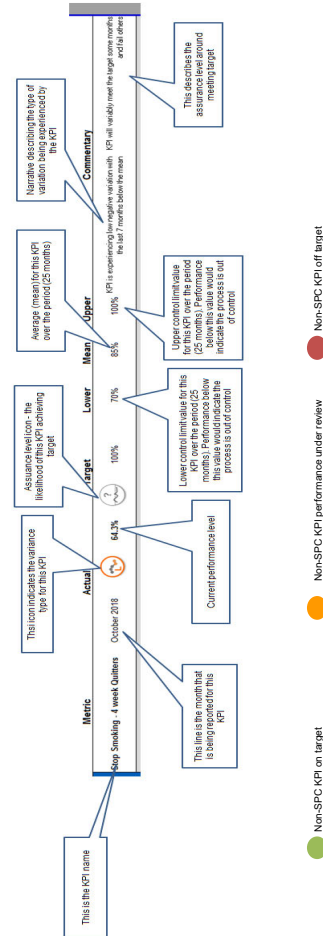 Thsi icon indicates the variance
type for this KPI
Assuance level icon - the
likelihood of this KPI achieving
target
Average (mean) for this KPI
over the period (25 months)
Narrative describing the type of
variation being experienced by
the KPI
This is the KPI name
Metric
Actual
Target
Lower
Mean
Upper
Commentary
Stop Smoking - 4 week Quitters
October 2018
64.3%
?
100%
70%
85%
100%
KPI is experiencing low negative variation with
the last 7 months below the mean
KPI will variably meet the target some months
and fail others
This line is the month that
is being reported for this
KPI
Current performance level
Lower control limit value for this
KPI over the period (25
months). Performance below
this value would indicate the
process is out of control
Upper control limit value
for this KPI over the period
(25 months). Performance
below this value would
indicate the process is out
of control
This describes the
assurance level around
meeting target
Non-SPC KPI on target
Non-SPC KPI performance under review
Non-SPC KPI off target